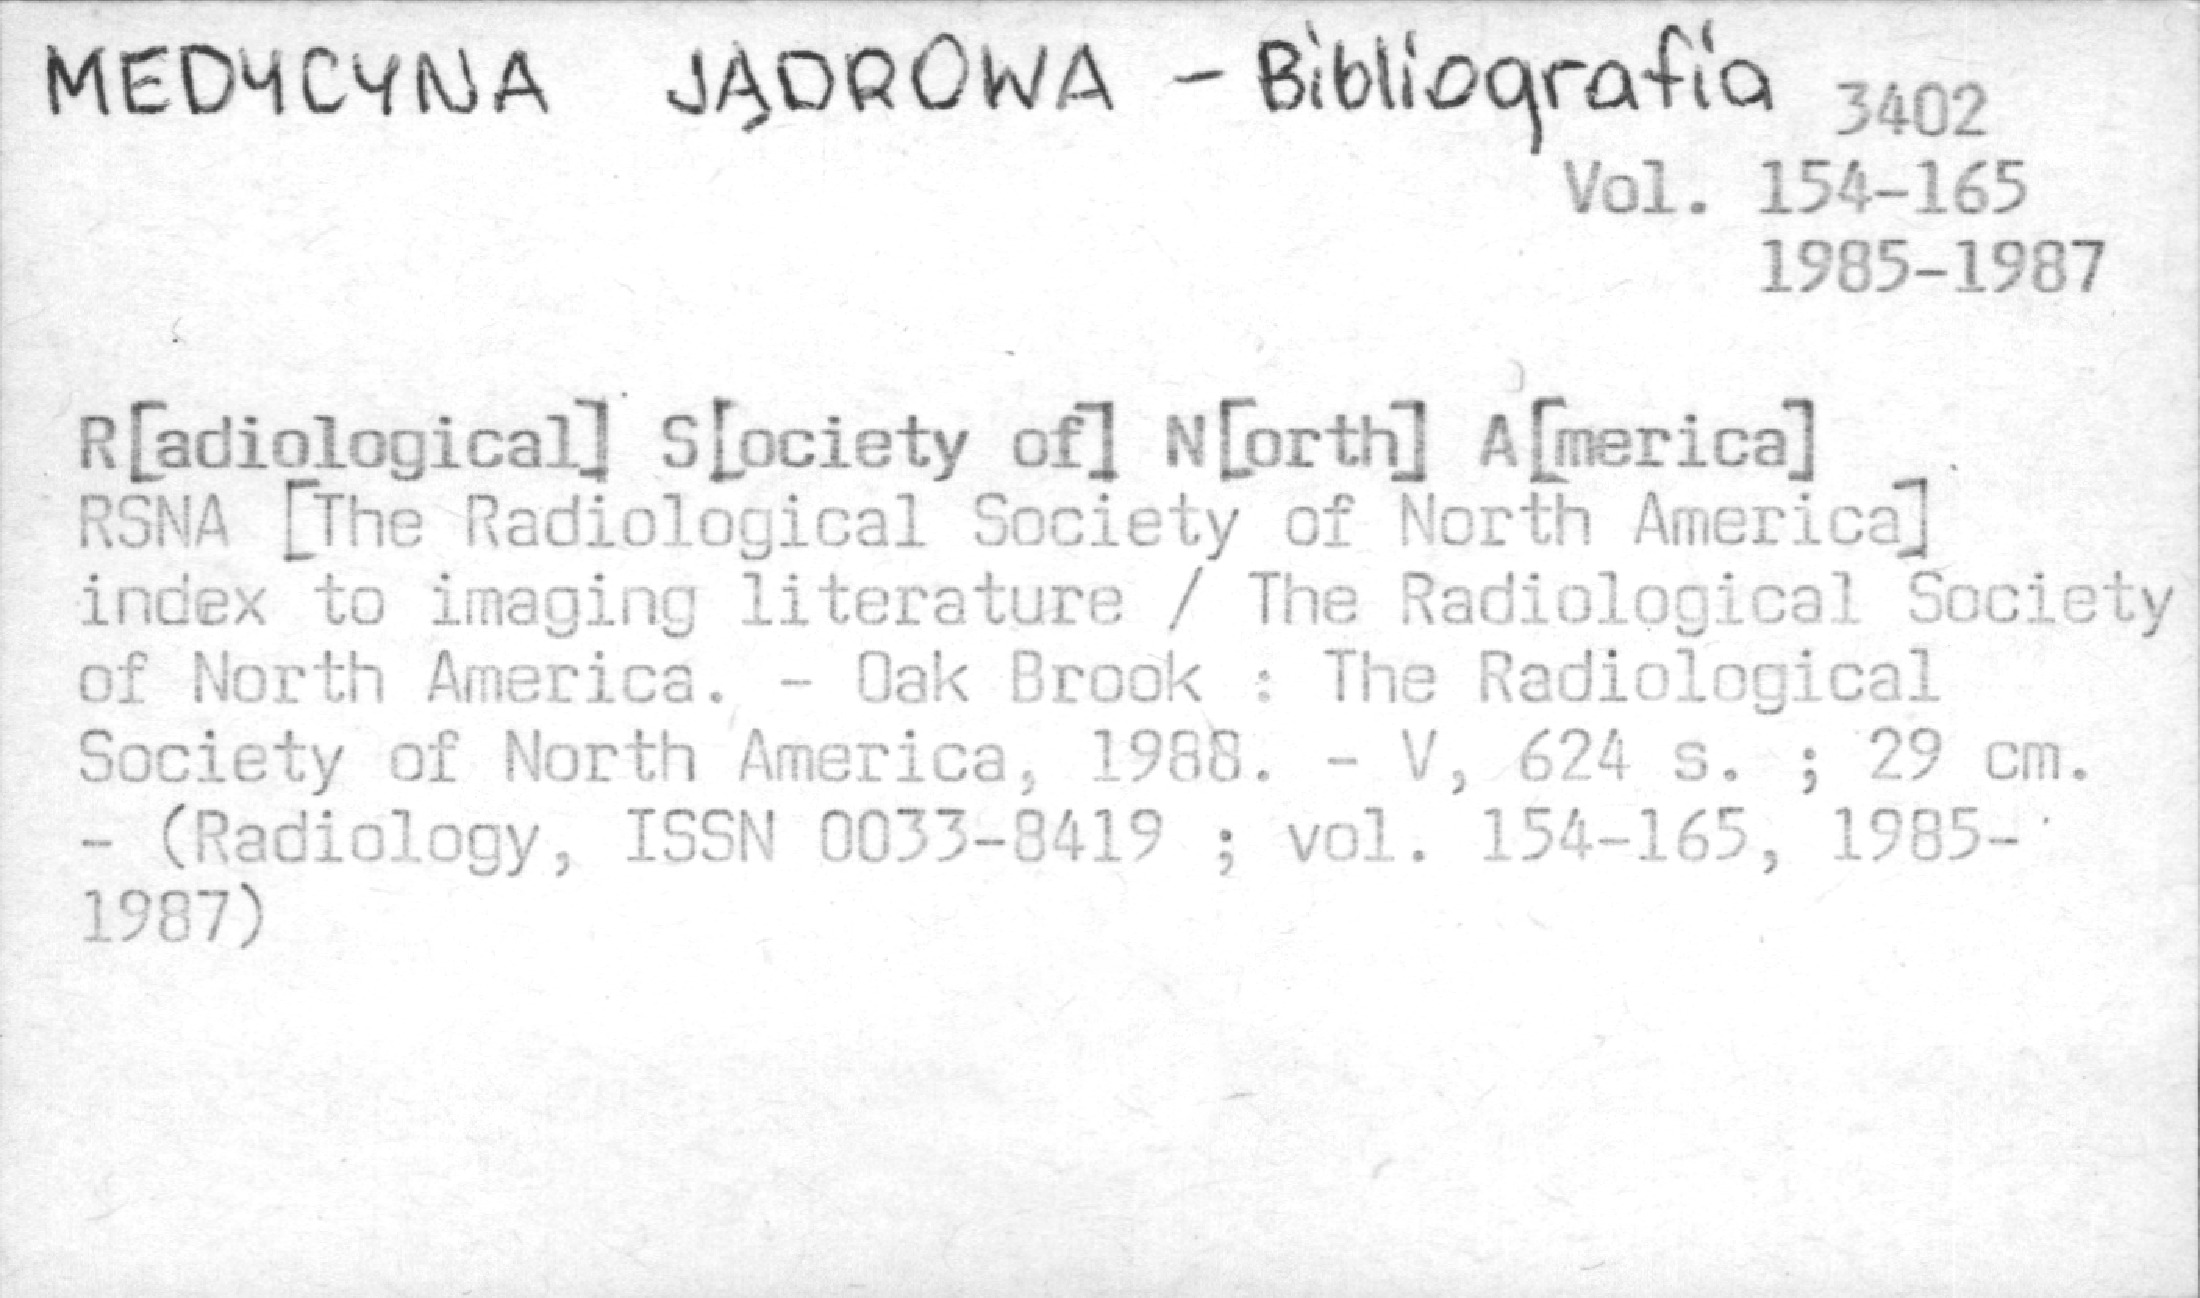 MEDYCYNA JĄDROWA - Bibliografia 3402
Vol. 154-165
1985-1987
R[adiological] S[ociety of] N[orth] A[merica]
RSNA [The Radiological Society of North America]
index to imaging literature / The Radiological Society
of North America. - Oak Brook : The Radiological
Society of North America, 1988. - V, 624 s. ; 29 cm.
- (Radiology, ISSN 0033-8419 ; vol. 154-165, 1985-
1987)